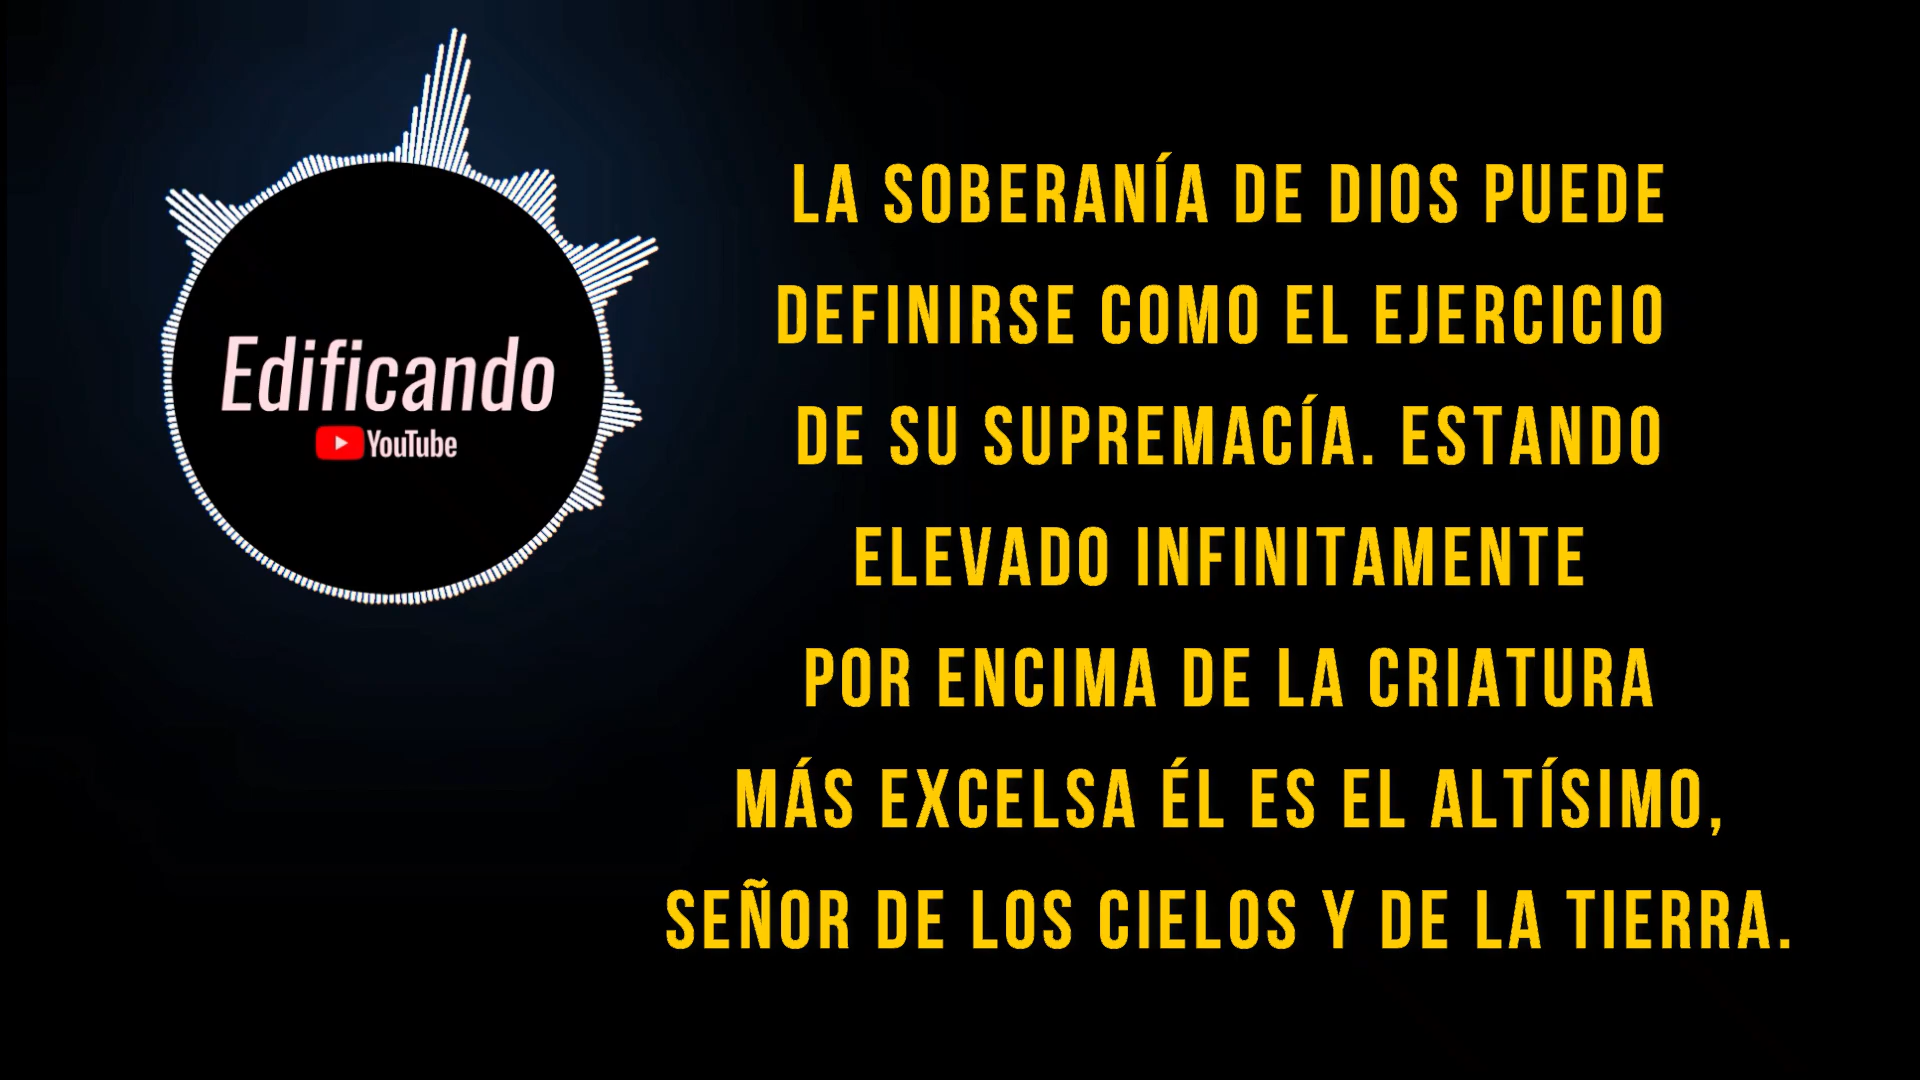 Edificando
YouTube
LA SOBERANÍA DE DIOS PUEDE
DEFINIRSE COMO EL EJERCICIO
DE SU SUPREMACÍA. ESTANDO
ELEVADO INFINITAMENTE
POR ENCIMA DE LA CRIATURA
MÁS EXCELSA ÉL ES EL ALTÍSIMO,
SEÑOR DE LOS CIELOS Y DE LA TIERRA.